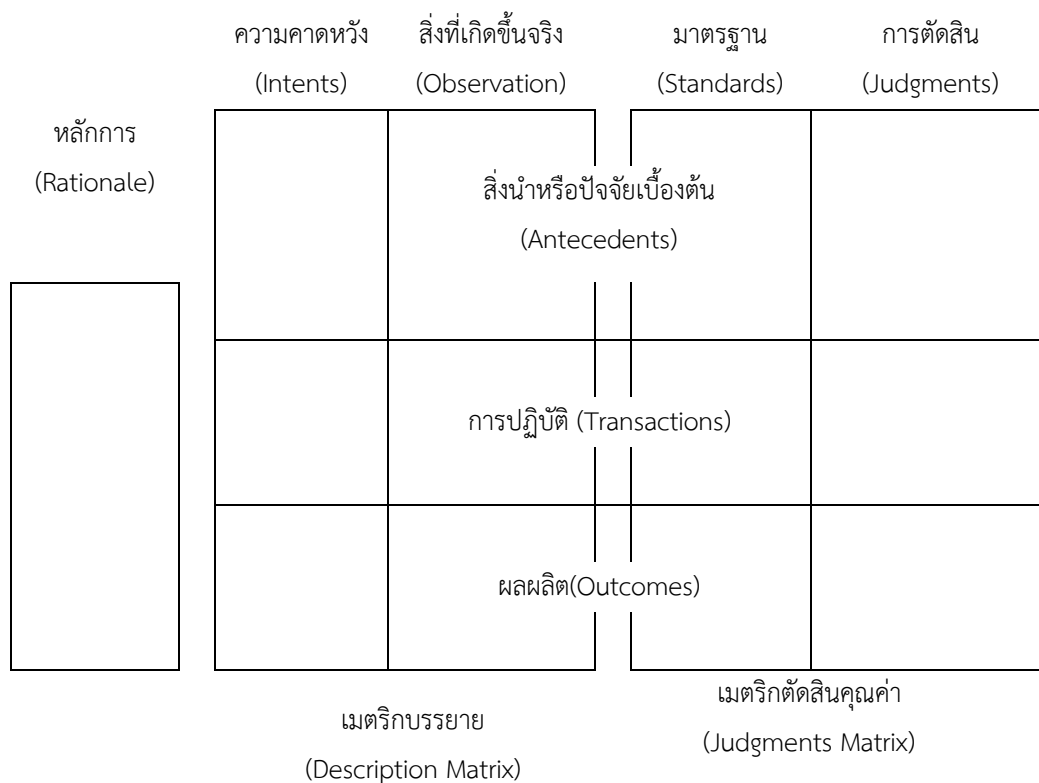 ความคาดหวัง สิ่งที่เกิดขึ้นจริง มาตรฐาน การตัดสิน
(Intents) (Observation) (Standards) (Judgments)
หลักการ
(Rationale)
สิ่งนำหรือปัจจัยเบื้องต้น
(Antecedents)
การปฏิบัติ (Transactions)
ผลผลิต(Outcomes)
เมตริกบรรยาย
(Description Matrix)
เมตริกตัดสินคุณค่า
(Judgments Matrix)